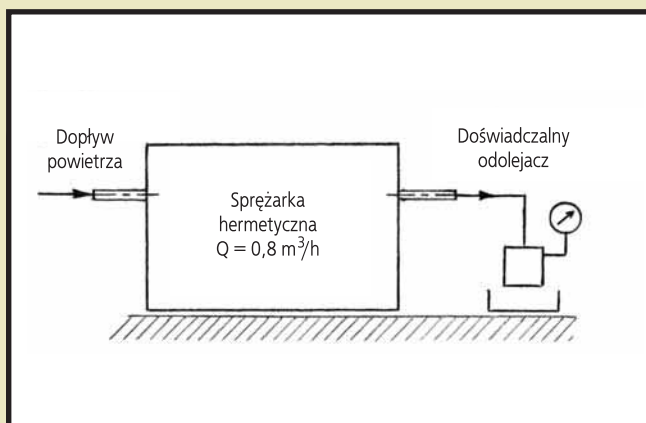 Dopływ
powietrza
Sprężarka
hermetyczna
Q = 0,8 m³/h
Doświadczalny
odolejacz